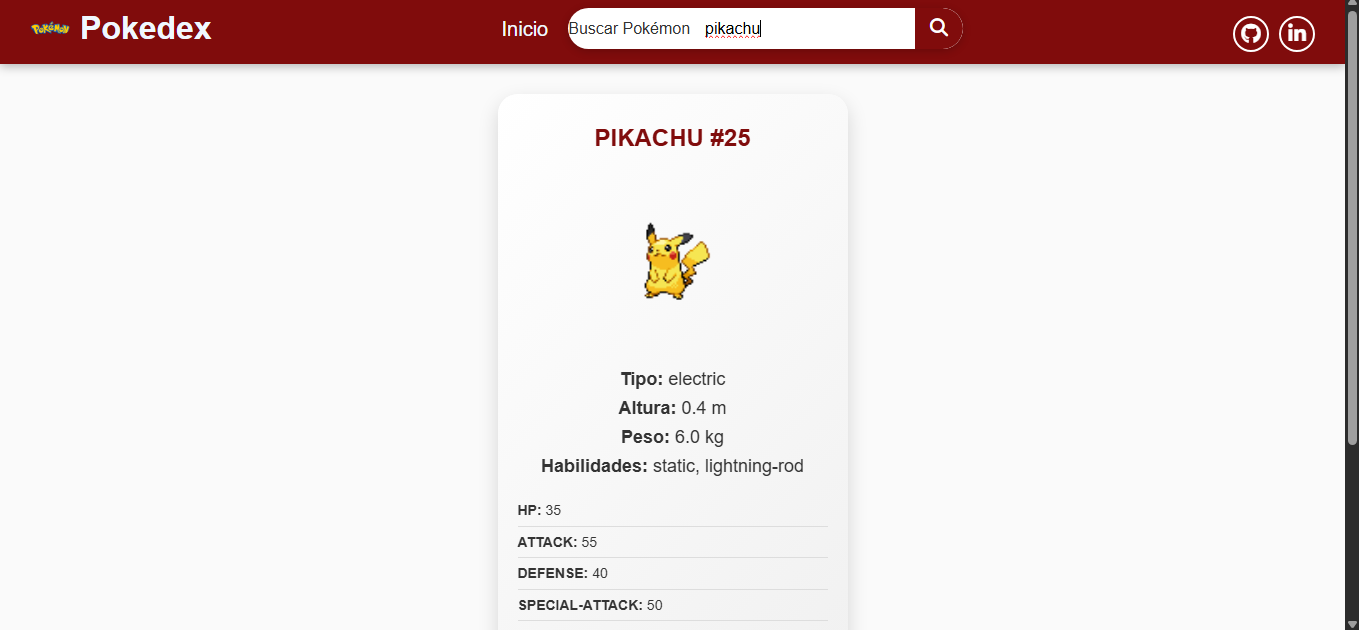 Pokémon Pokedex Inicio Buscar Pokémon pikachu in
PIKACHU #25
Tipo: electric
Altura: 0.4 m
Peso: 6.0 kg
Habilidades: static, lightning-rod
HP: 35
ATTACK: 55
DEFENSE: 40
SPECIAL-ATTACK: 50